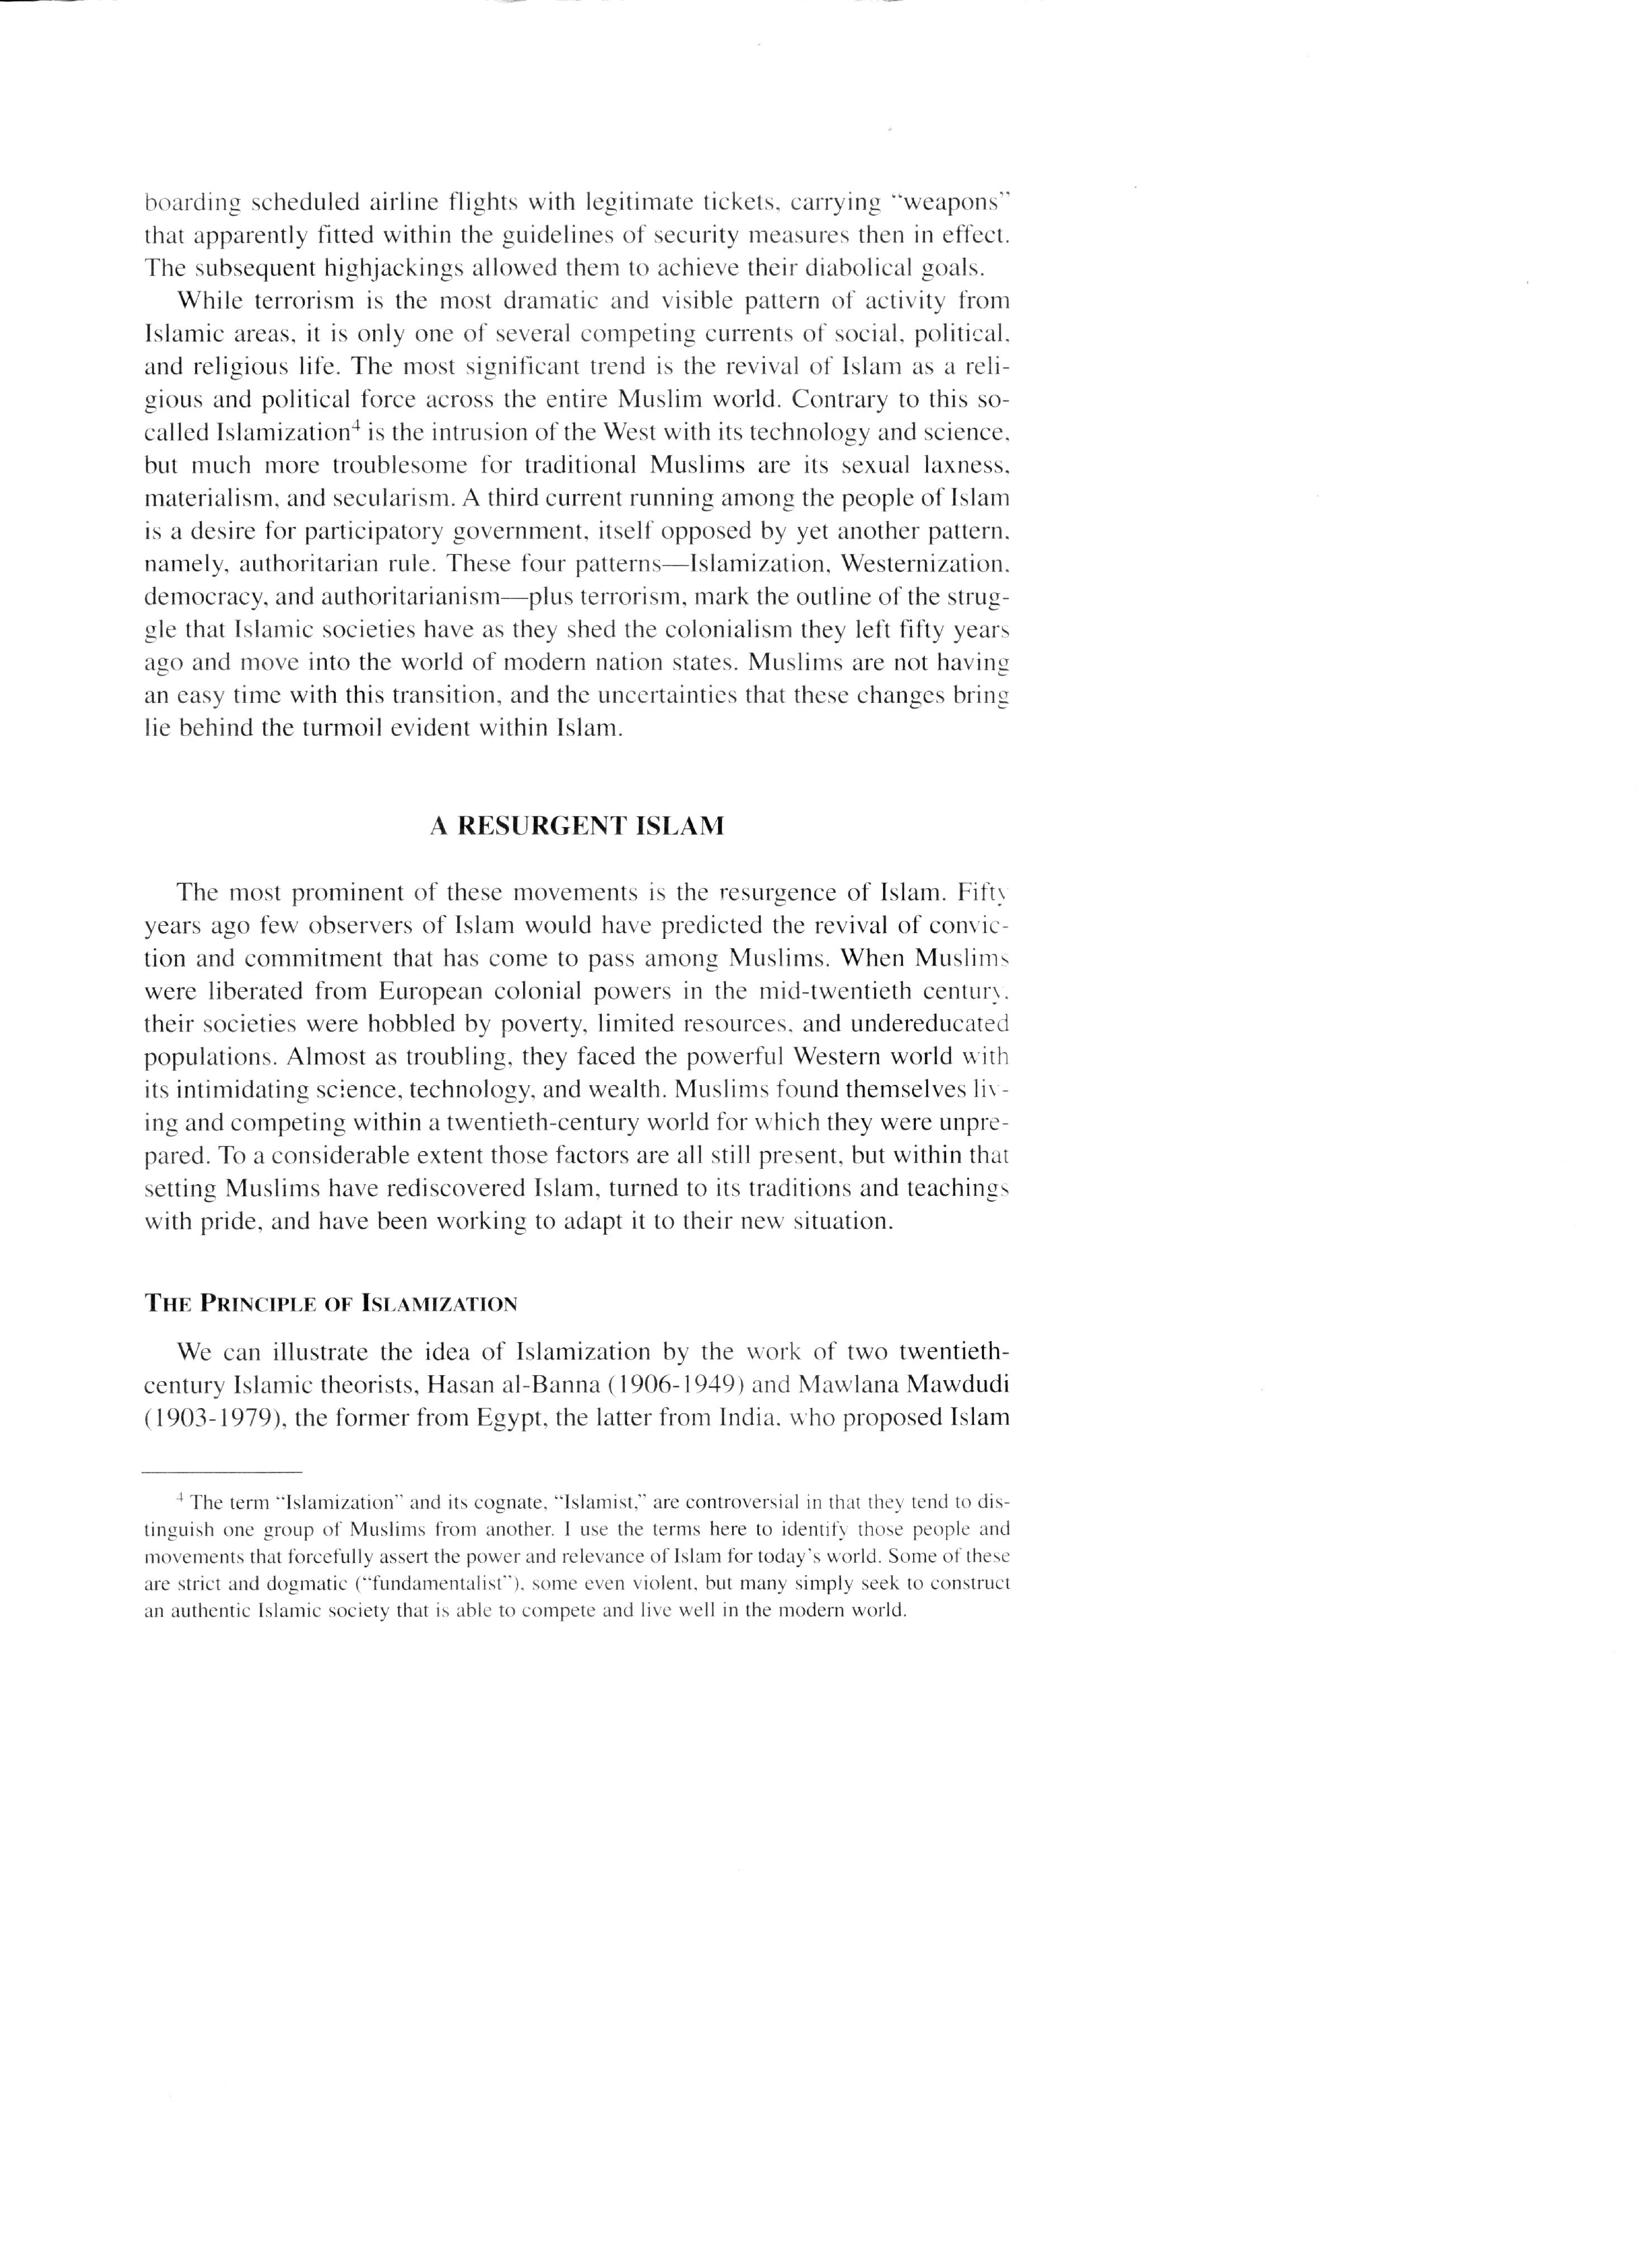 boarding scheduled airline flights with legitimate tickets, carrying “weapons”
that apparently fitted within the guidelines of security measures then in effect.
The subsequent highjackings allowed them to achieve their diabolical goals.
While terrorism is the most dramatic and visible pattern of activity from
Islamic areas, it is only one of several competing currents of social, political,
and religious life. The most significant trend is the revival of Islam as a reli-
gious and political force across the entire Muslim world. Contrary to this so-
called Islamization⁴ is the intrusion of the West with its technology and science,
but much more troublesome for traditional Muslims are its sexual laxness,
materialism, and secularism. A third current running among the people of Islam
is a desire for participatory government, itself opposed by yet another pattern,
namely, authoritarian rule. These four patterns—Islamization, Westernization,
democracy, and authoritarianism—plus terrorism, mark the outline of the strug-
gle that Islamic societies have as they shed the colonialism they left fifty years
ago and move into the world of modern nation states. Muslims are not having
an easy time with this transition, and the uncertainties that these changes bring
lie behind the turmoil evident within Islam.
A RESURGENT ISLAM
The most prominent of these movements is the resurgence of Islam. Fifty
years ago few observers of Islam would have predicted the revival of convic-
tion and commitment that has come to pass among Muslims. When Muslims
were liberated from European colonial powers in the mid-twentieth century,
their societies were hobbled by poverty, limited resources, and undereducated
populations. Almost as troubling, they faced the powerful Western world with
its intimidating science, technology, and wealth. Muslims found themselves liv-
ing and competing within a twentieth-century world for which they were unpre-
pared. To a considerable extent those factors are all still present, but within that
setting Muslims have rediscovered Islam, turned to its traditions and teachings
with pride, and have been working to adapt it to their new situation.
THE PRINCIPLE OF ISLAMIZATION
We can illustrate the idea of Islamization by the work of two twentieth-
century Islamic theorists, Hasan al-Banna (1906-1949) and Mawlana Mawdudi
(1903-1979), the former from Egypt, the latter from India, who proposed Islam
⁴ The term “Islamization” and its cognate, “Islamist,” are controversial in that they tend to dis-
tinguish one group of Muslims from another. I use the terms here to identify those people and
movements that forcefully assert the power and relevance of Islam for today’s world. Some of these
are strict and dogmatic (“fundamentalist”), some even violent, but many simply seek to construct
an authentic Islamic society that is able to compete and live well in the modern world.